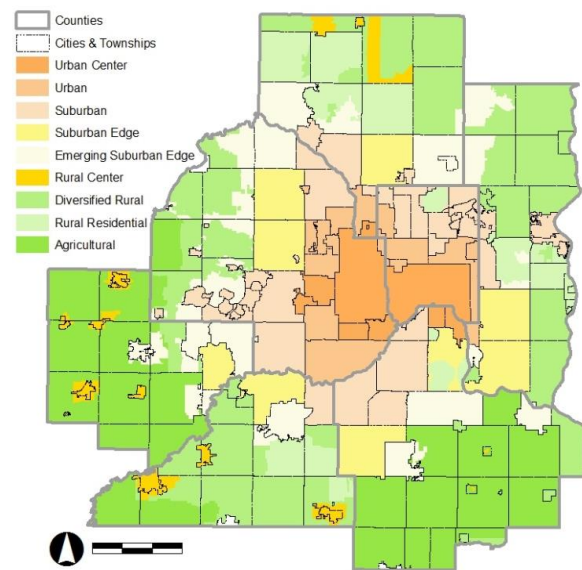 Counties
Cities & Townships
Urban Center
Urban
Suburban
Suburban Edge
Emerging Suburban Edge
Rural Center
Diversified Rural
Rural Residential
Agricultural